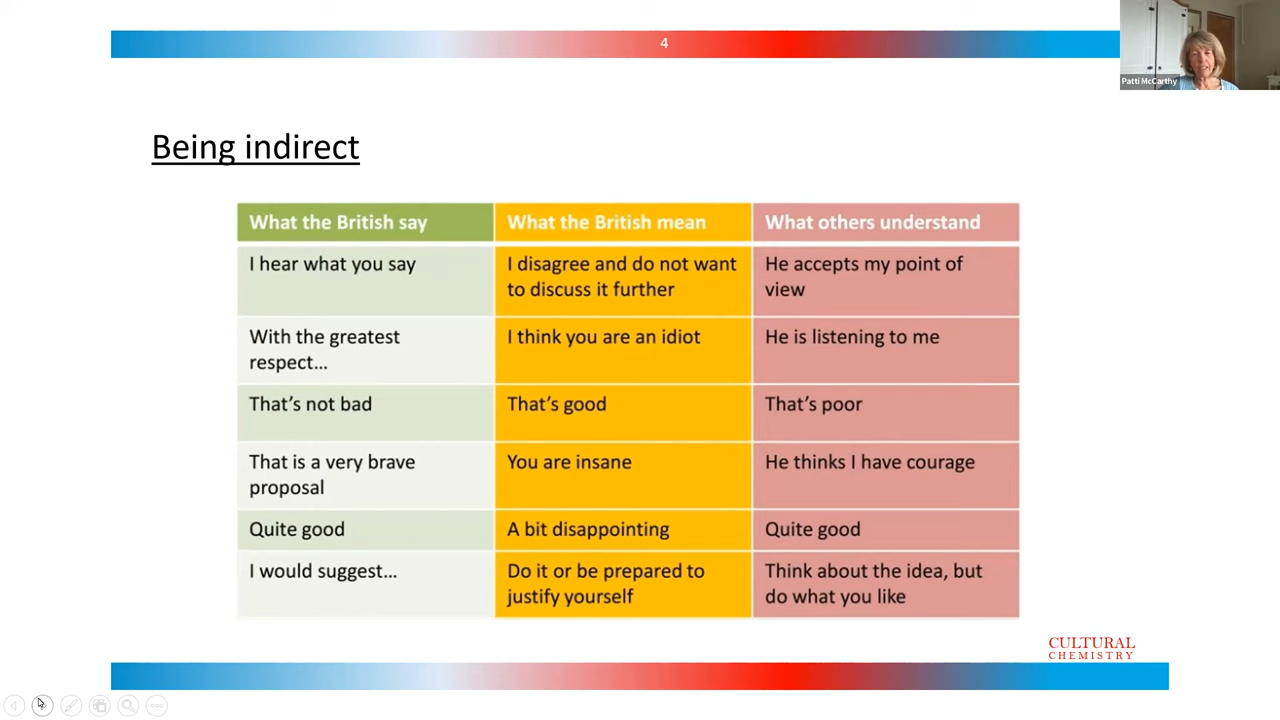 4
Patti McCarthy
Being indirect
What the British say
What the British mean
What others understand
I hear what you say
I disagree and do not want
to discuss it further
He accepts my point of
view
With the greatest
respect…
I think you are an idiot
He is listening to me
That’s not bad
That’s good
That’s poor
That is a very brave
proposal
You are insane
He thinks I have courage
Quite good
A bit disappointing
Quite good
I would suggest…
Do it or be prepared to
justify yourself
Think about the idea, but
do what you like
CULTURAL
CHEMISTRY